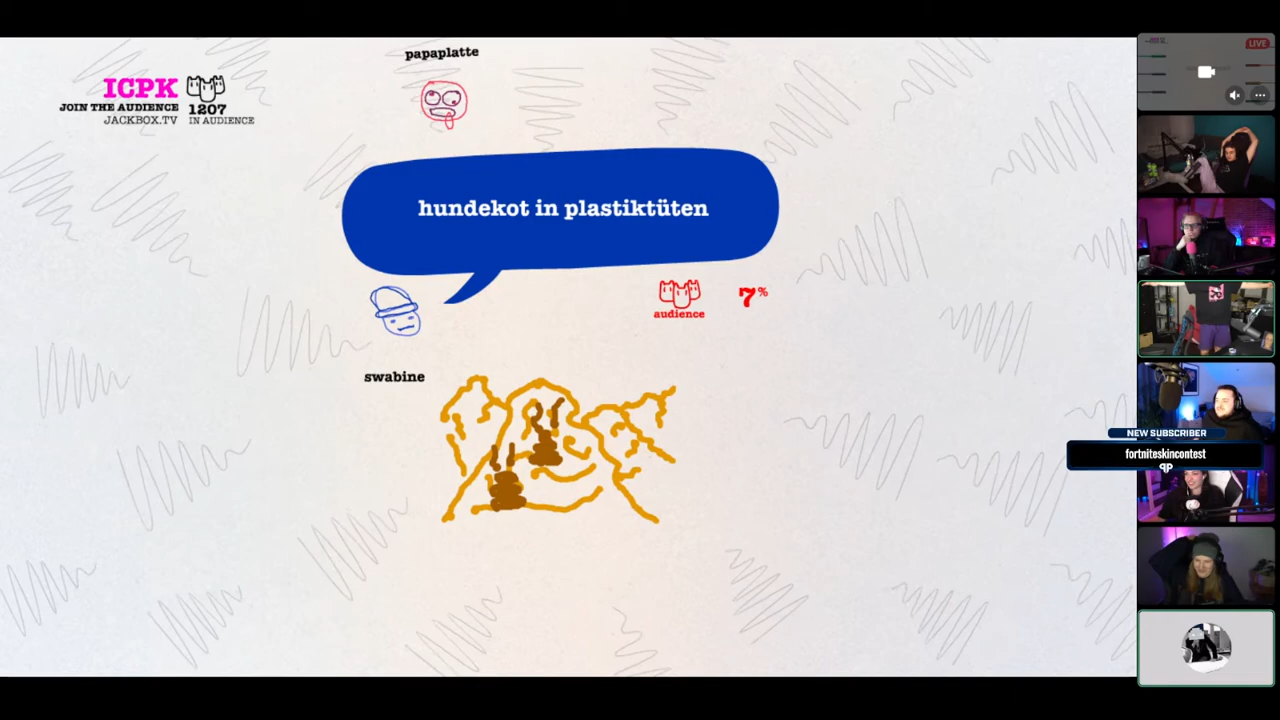 papaplatte
ICPK
JOIN THE AUDIENCE
JACKBOX.TV
1207
IN AUDIENCE
hundekot in plastiktüten
audience
7%
swabine
LIVE
NEW SUBSCRIBER
fortniteskincontest